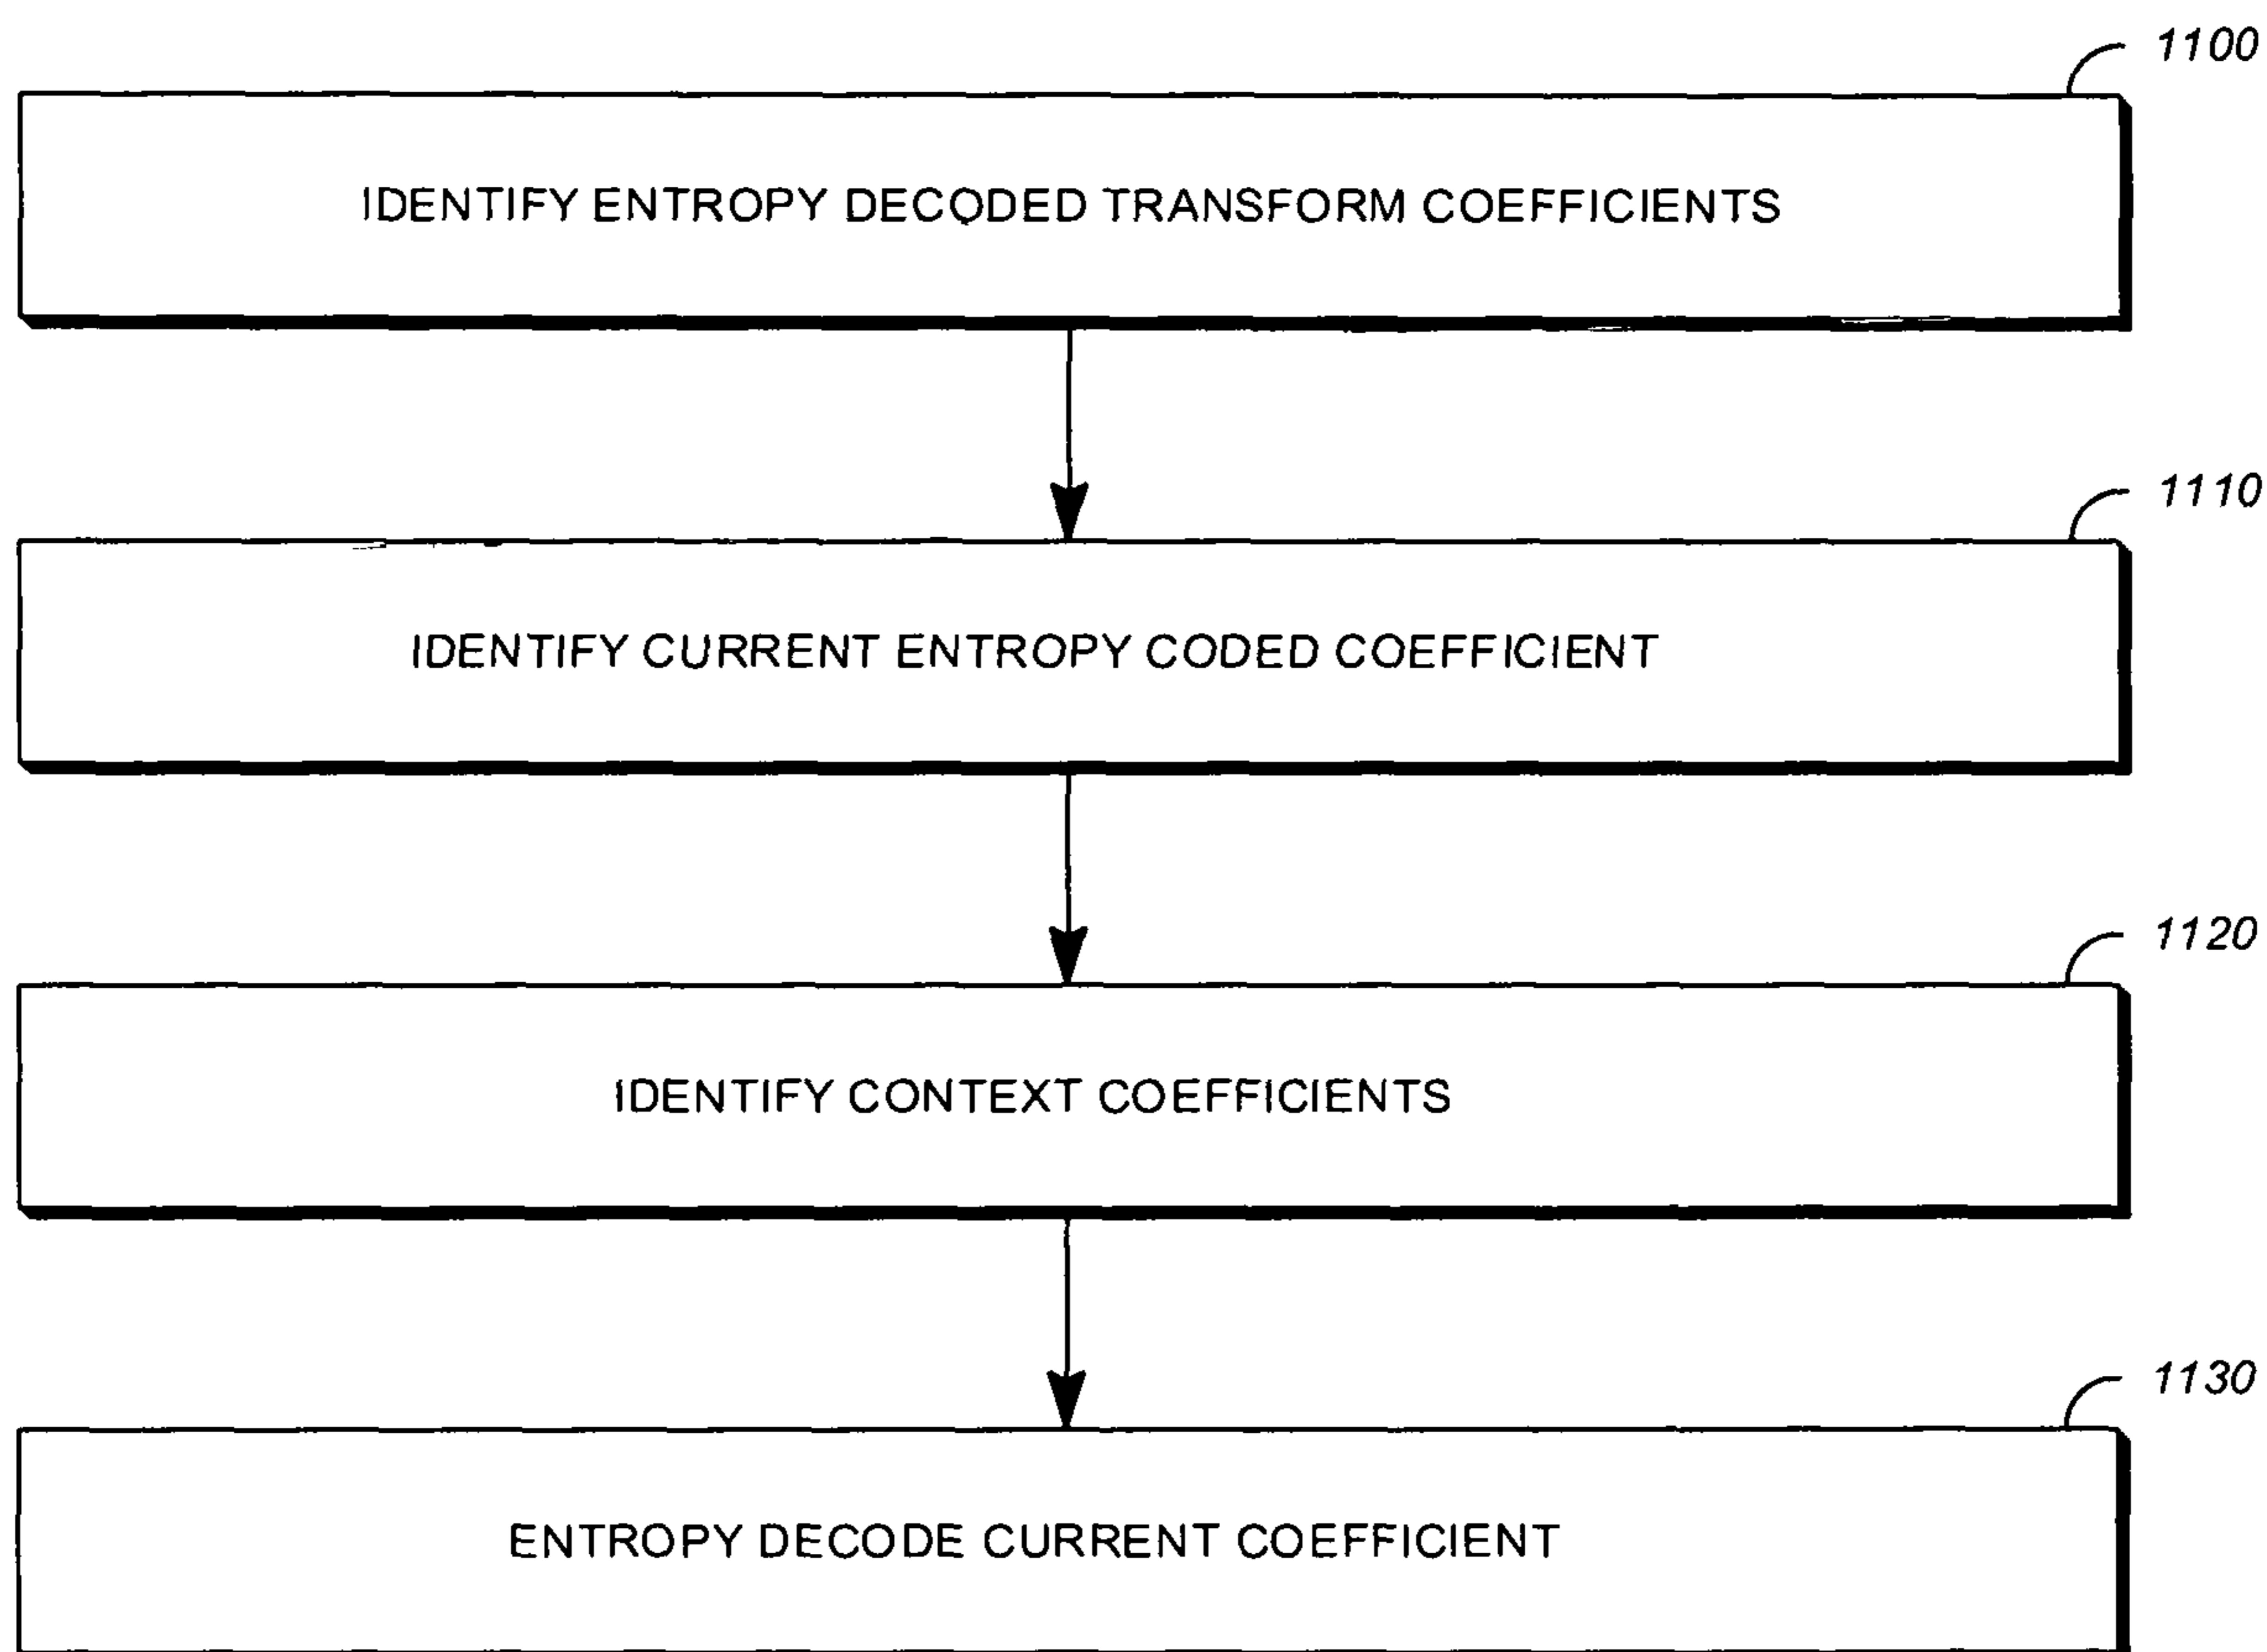 1100
IDENTIFY ENTROPY DECODED TRANSFORM COEFFICIENTS
1110
IDENTIFY CURRENT ENTROPY CODED COEFFICIENT
1120
IDENTIFY CONTEXT COEFFICIENTS
1130
ENTROPY DECODE CURRENT COEFFICIENT